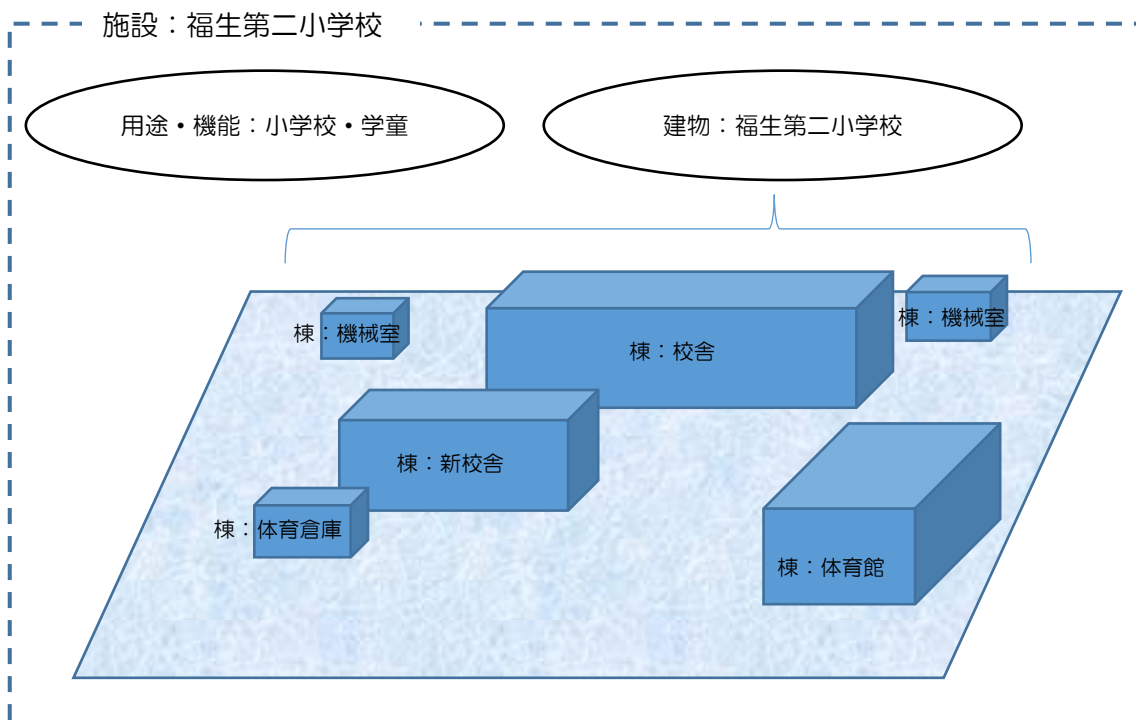 施設：福生第二小学校
用途・機能：小学校・学童
建物：福生第二小学校
棟：機械室
棟：校舎
棟：機械室
棟：新校舎
棟：体育倉庫
棟：体育館